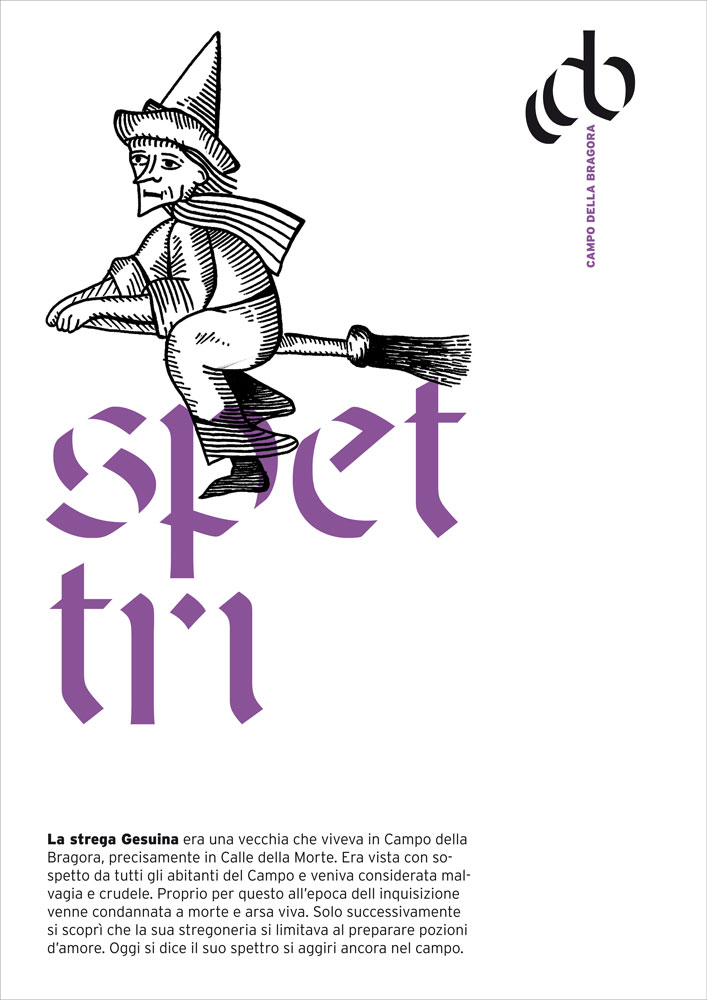 cdb
CAMPO DELLA BRAGORA
spet
tri
La strega Gesuina era una vecchia che viveva in Campo della
Bragora, precisamente in Calle della Morte. Era vista con so-
spetto da tutti gli abitanti del Campo e veniva considerata mal-
vagia e crudele. Proprio per questo all'epoca dell inquisizione
venne condannata a morte e arsa viva. Solo successivamente
si scoprì che la sua stregoneria si limitava al preparare pozioni
d'amore. Oggi si dice il suo spettro si aggiri ancora nel campo.